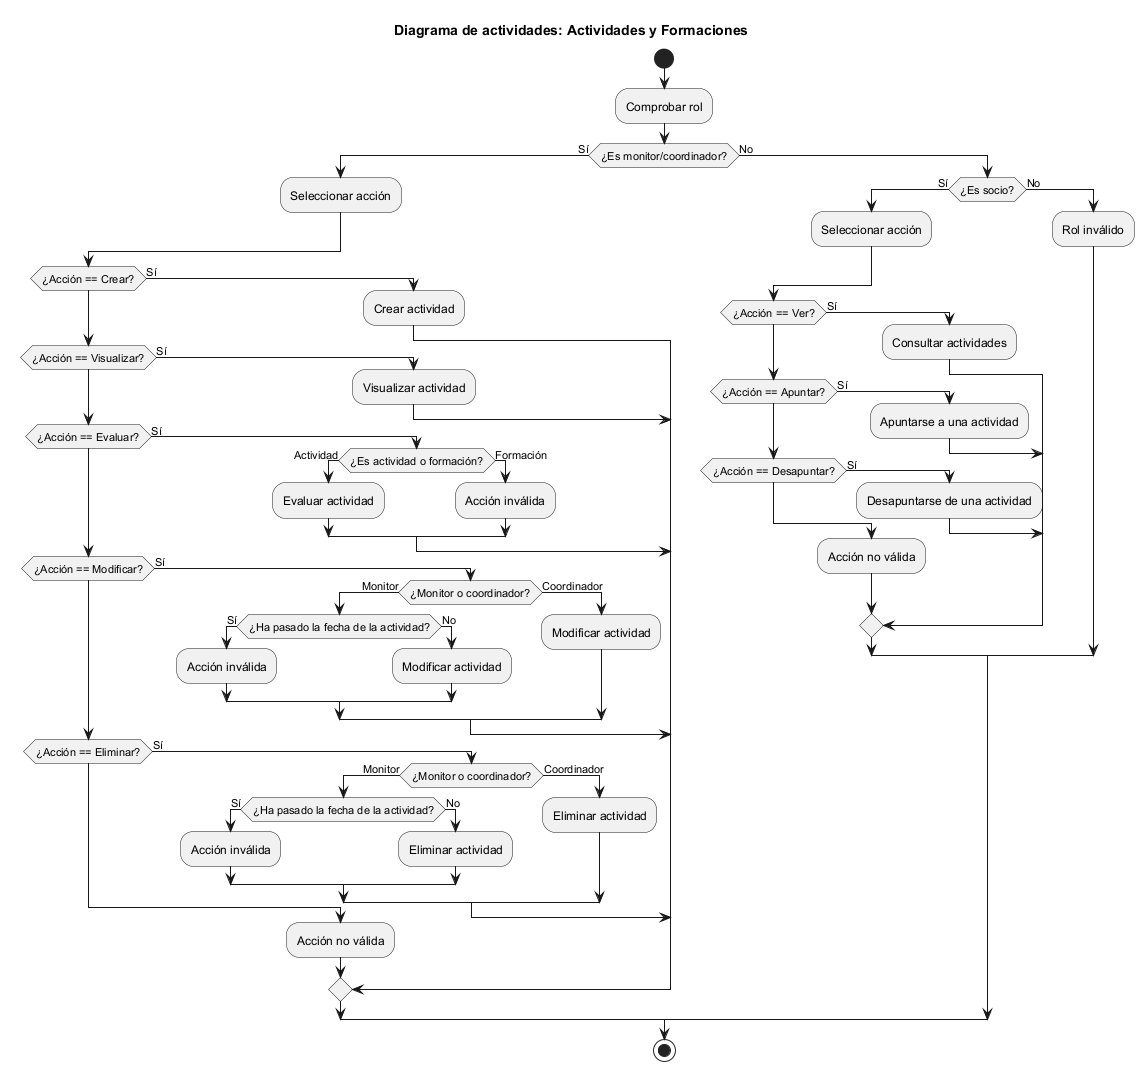 Diagrama de actividades: Actividades y Formaciones
Comprobar rol
¿Es monitor/coordinador?
Sí
No
Seleccionar acción
¿Acción == Crear?
Sí
Crear actividad
¿Acción == Visualizar?
Sí
Visualizar actividad
¿Acción == Evaluar?
Sí
¿Es actividad o formación?
Actividad
Formación
Evaluar actividad
Acción inválida
¿Acción == Modificar?
Sí
¿Monitor o coordinador?
Monitor
Coordinador
¿Ha pasado la fecha de la actividad?
Sí
No
Acción inválida
Modificar actividad
Modificar actividad
¿Acción == Eliminar?
Sí
¿Monitor o coordinador?
Monitor
Coordinador
¿Ha pasado la fecha de la actividad?
Sí
No
Acción inválida
Eliminar actividad
Eliminar actividad
Acción no válida
¿Es socio?
Sí
No
Seleccionar acción
Rol inválido
¿Acción == Ver?
Sí
Consultar actividades
¿Acción == Apuntar?
Sí
Apuntarse a una actividad
¿Acción == Desapuntar?
Sí
Desapuntarse de una actividad
Acción no válida